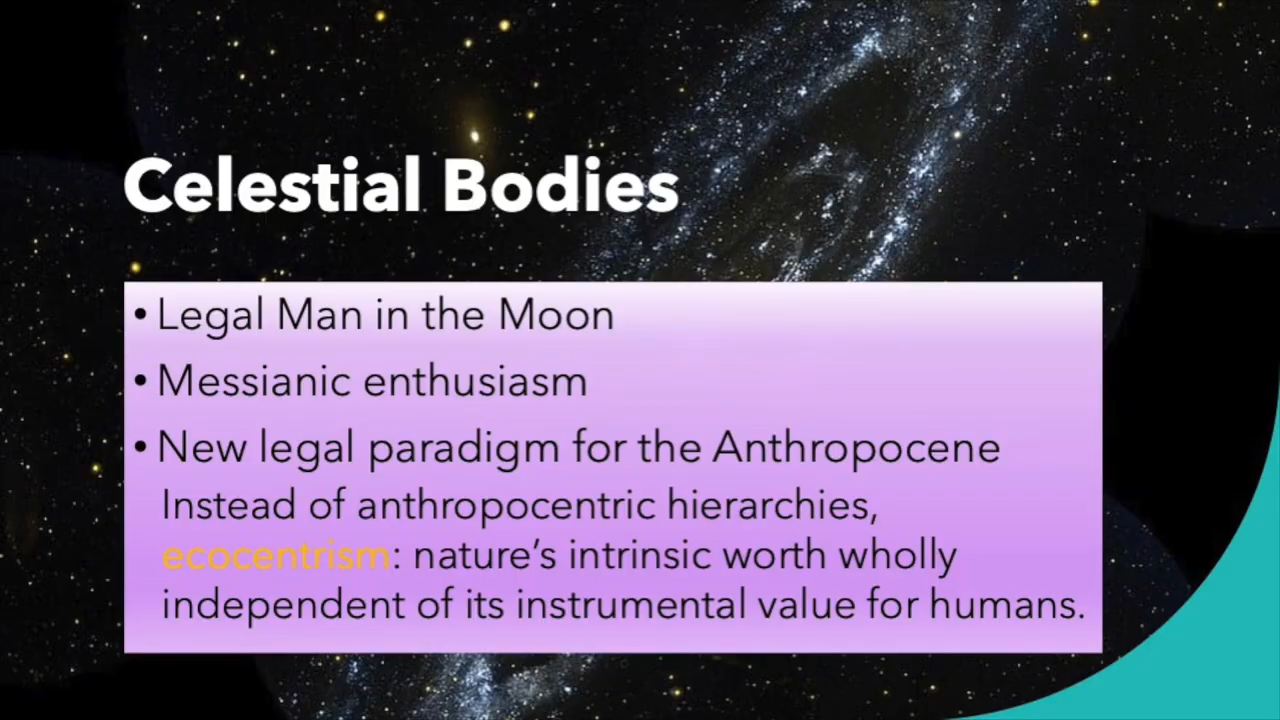 Celestial Bodies
• Legal Man in the Moon
• Messianic enthusiasm
• New legal paradigm for the Anthropocene
Instead of anthropocentric hierarchies,
ecocentrism: nature’s intrinsic worth wholly
independent of its instrumental value for humans.